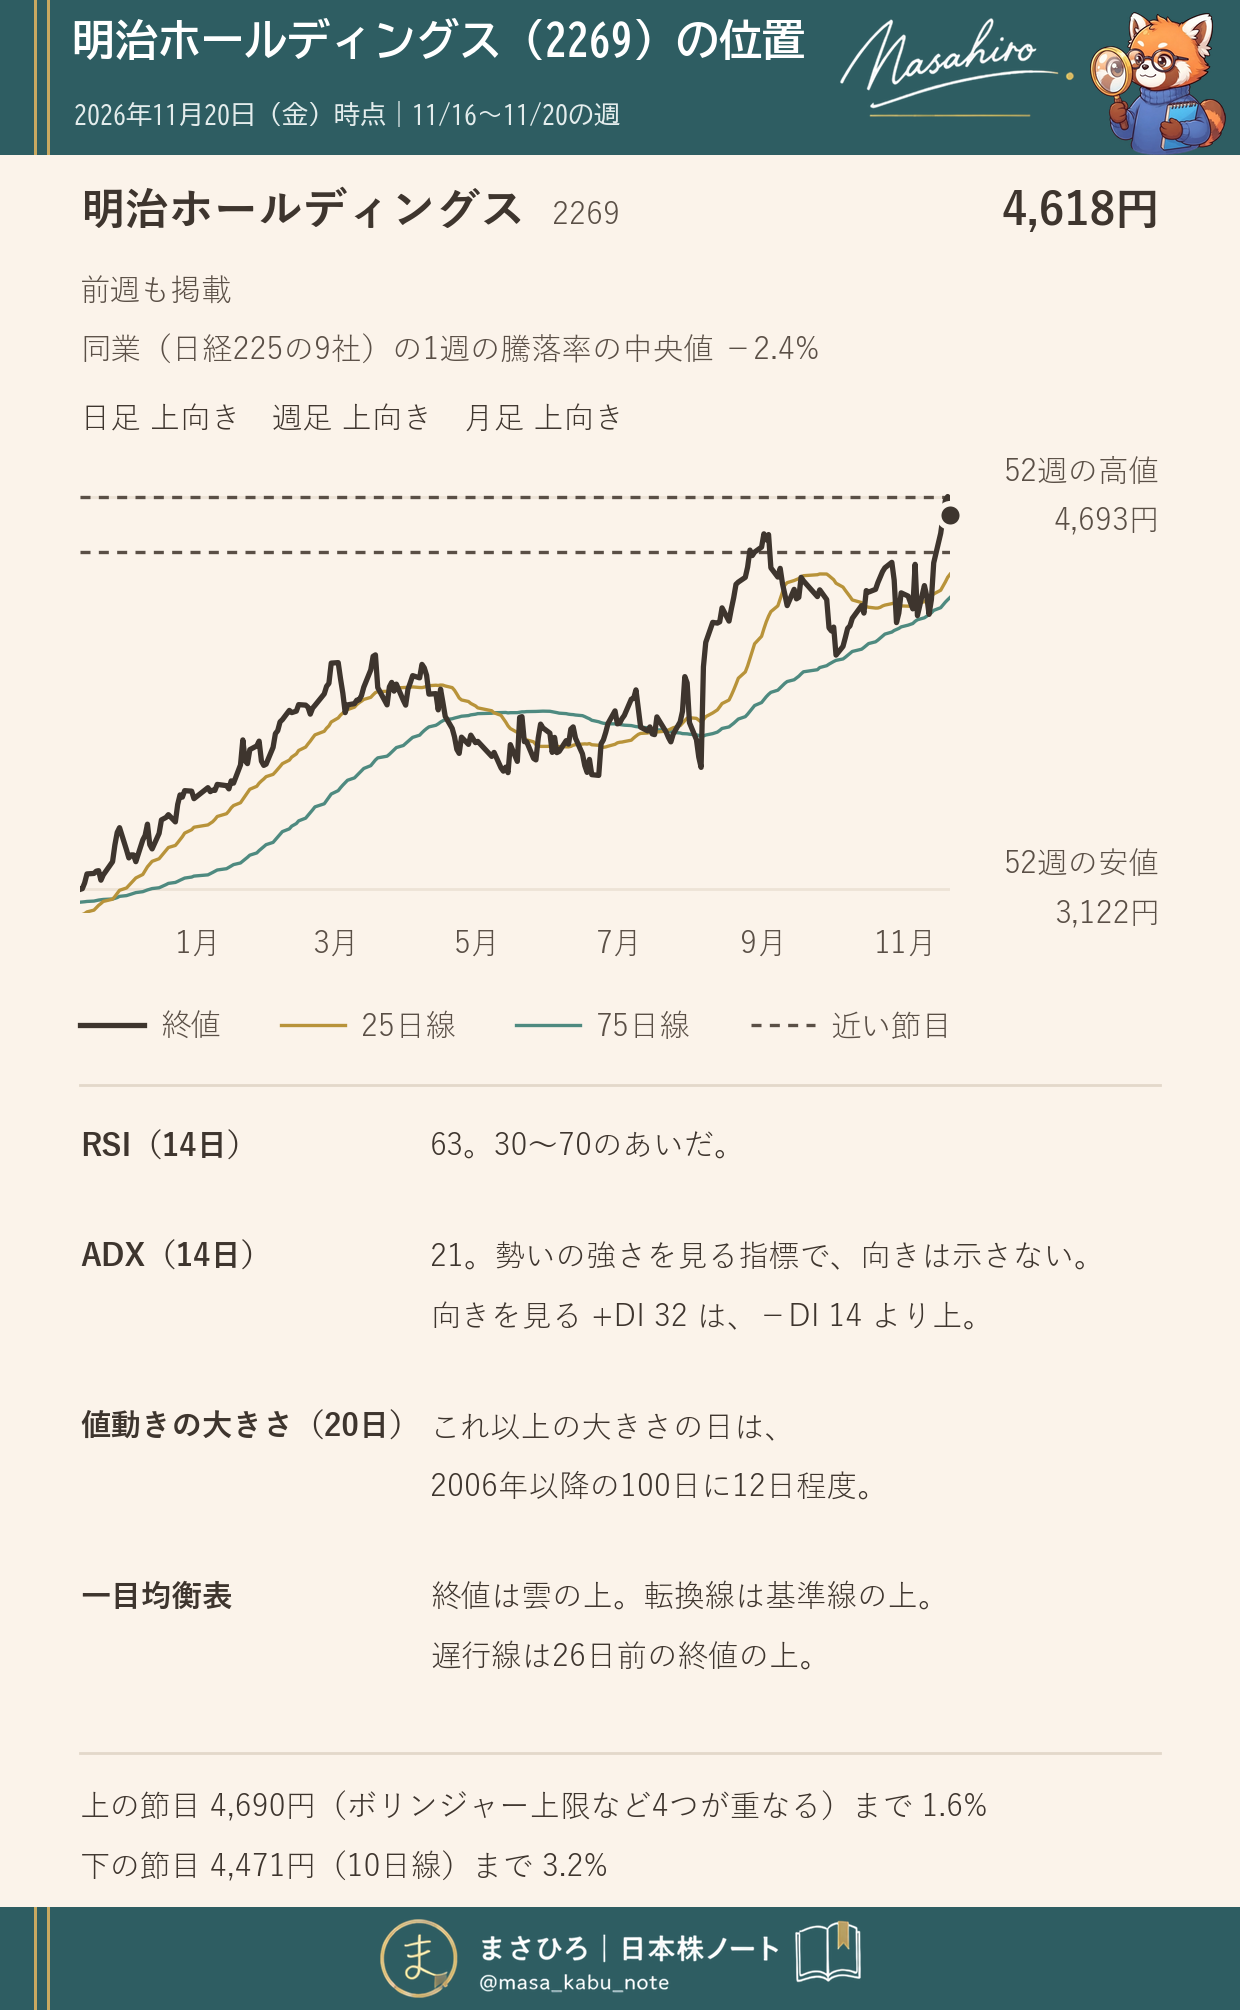 明治ホールディングス（2269）の位置
Masahiro
2026年11月20日（金）時点｜11/16～11/20の週
明治ホールディングス 2269 4,618円
前週も掲載
同業（日経225の9社）の1週の騰落率の中央値 －2.4%
日足 上向き 週足 上向き 月足 上向き
52週の高値
4,693円
52週の安値
3,122円
1月 3月 5月 7月 9月 11月
終値 25日線 75日線 近い節目
RSI（14日） 63。30～70のあいだ。
ADX（14日） 21。勢いの強さを見る指標で、向きは示さない。
向きを見る +DI 32 は、－DI 14 より上。
値動きの大きさ（20日） これ以上の大きさの日は、
2006年以降の100日に12日程度。
一目均衡表 終値は雲の上。転換線は基準線の上。
遅行線は26日前の終値の上。
上の節目 4,690円（ボリンジャー上限など4つが重なる）まで 1.6%
下の節目 4,471円（10日線）まで 3.2%
ま
まさひろ｜日本株ノート
@masa_kabu_note